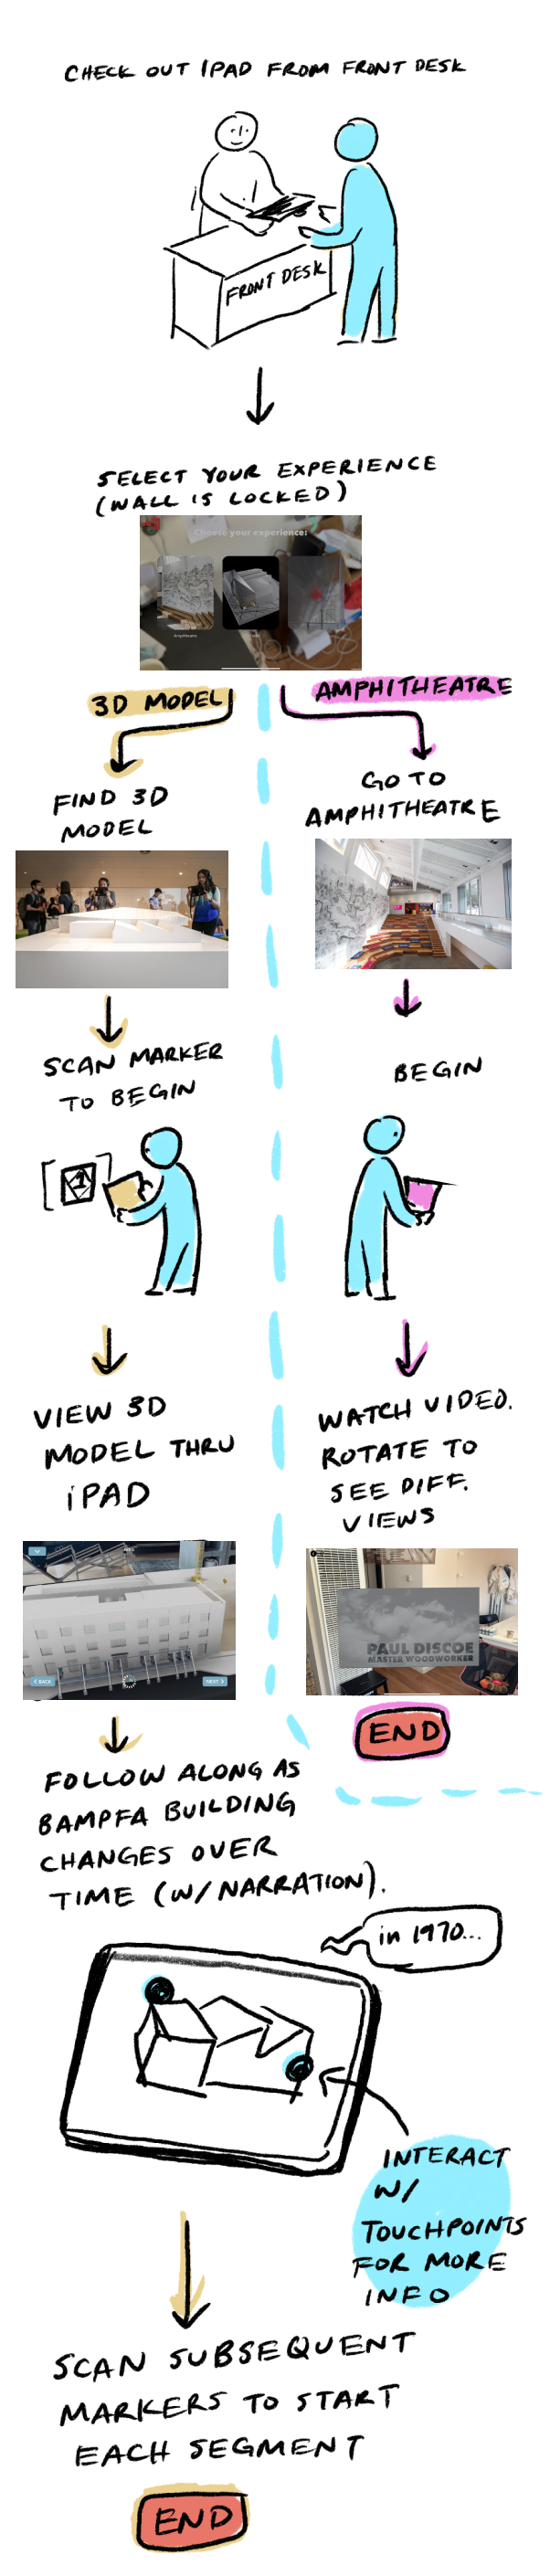 CHECK OUT IPAD FROM FRONT DESK
FRONT DESK
SELECT YOUR EXPERIENCE
(WALL IS LOCKED)
Choose your experience:
Amphitheatre
3D MODEL
AMPHITHEATRE
FIND 3D
MODEL
GO TO
AMPHITHEATRE
SCAN MARKER
TO BEGIN
BEGIN
1
VIEW 3D
MODEL THRU
iPAD
WATCH VIDEO.
ROTATE TO
SEE DIFF.
VIEWS
BACK
NEXT
PAUL DISCOE
MASTER WOODWORKER
END
FOLLOW ALONG AS
BAMPFA BUILDING
CHANGES OVER
TIME (W/ NARRATION).
in 1970...
INTERACT
W/
TOUCHPOINTS
FOR MORE
INFO
SCAN SUBSEQUENT
MARKERS TO START
EACH SEGMENT
END